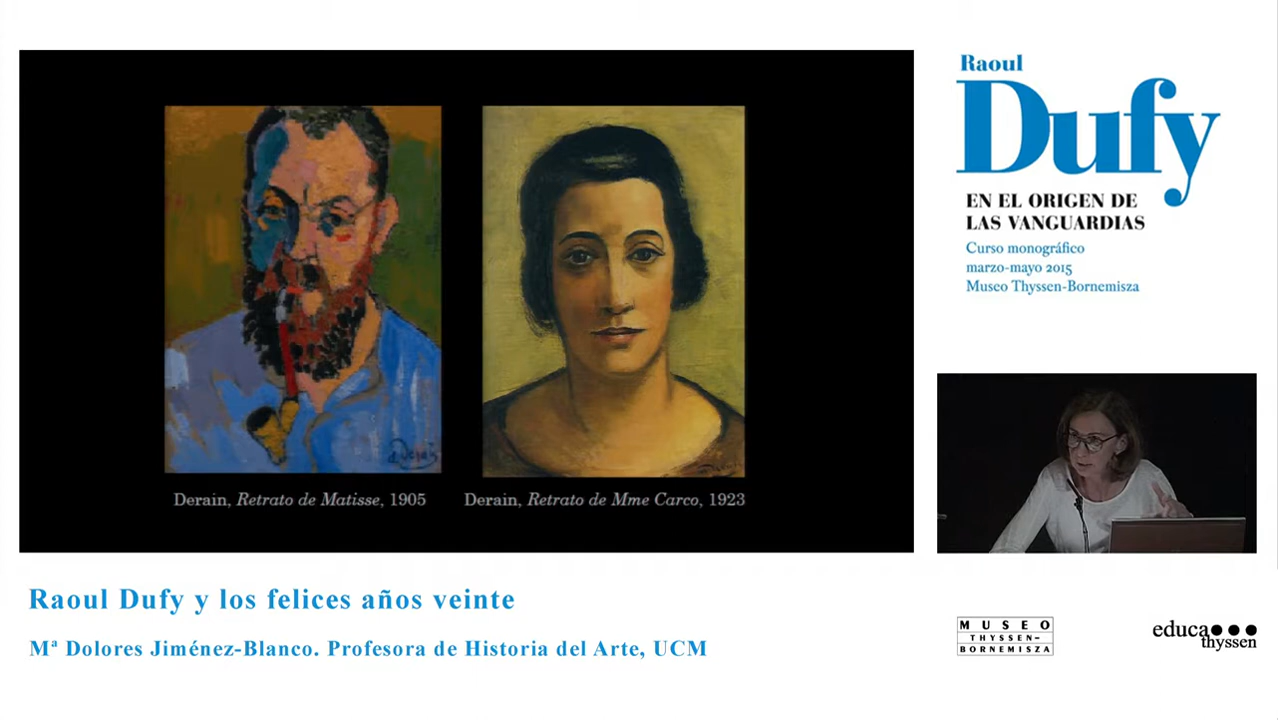 Derain, Retrato de Matisse, 1905
Derain, Retrato de Mme Carco, 1923
Raoul
Dufy
EN EL ORIGEN DE
LAS VANGUARDIAS
Curso monográfico
marzo-mayo 2015
Museo Thyssen-Bornemisza
Raoul Dufy y los felices años veinte
Mª Dolores Jiménez-Blanco. Profesora de Historia del Arte, UCM
MUSEO
THYSSEN-
BORNEMISZA
educa
thyssen